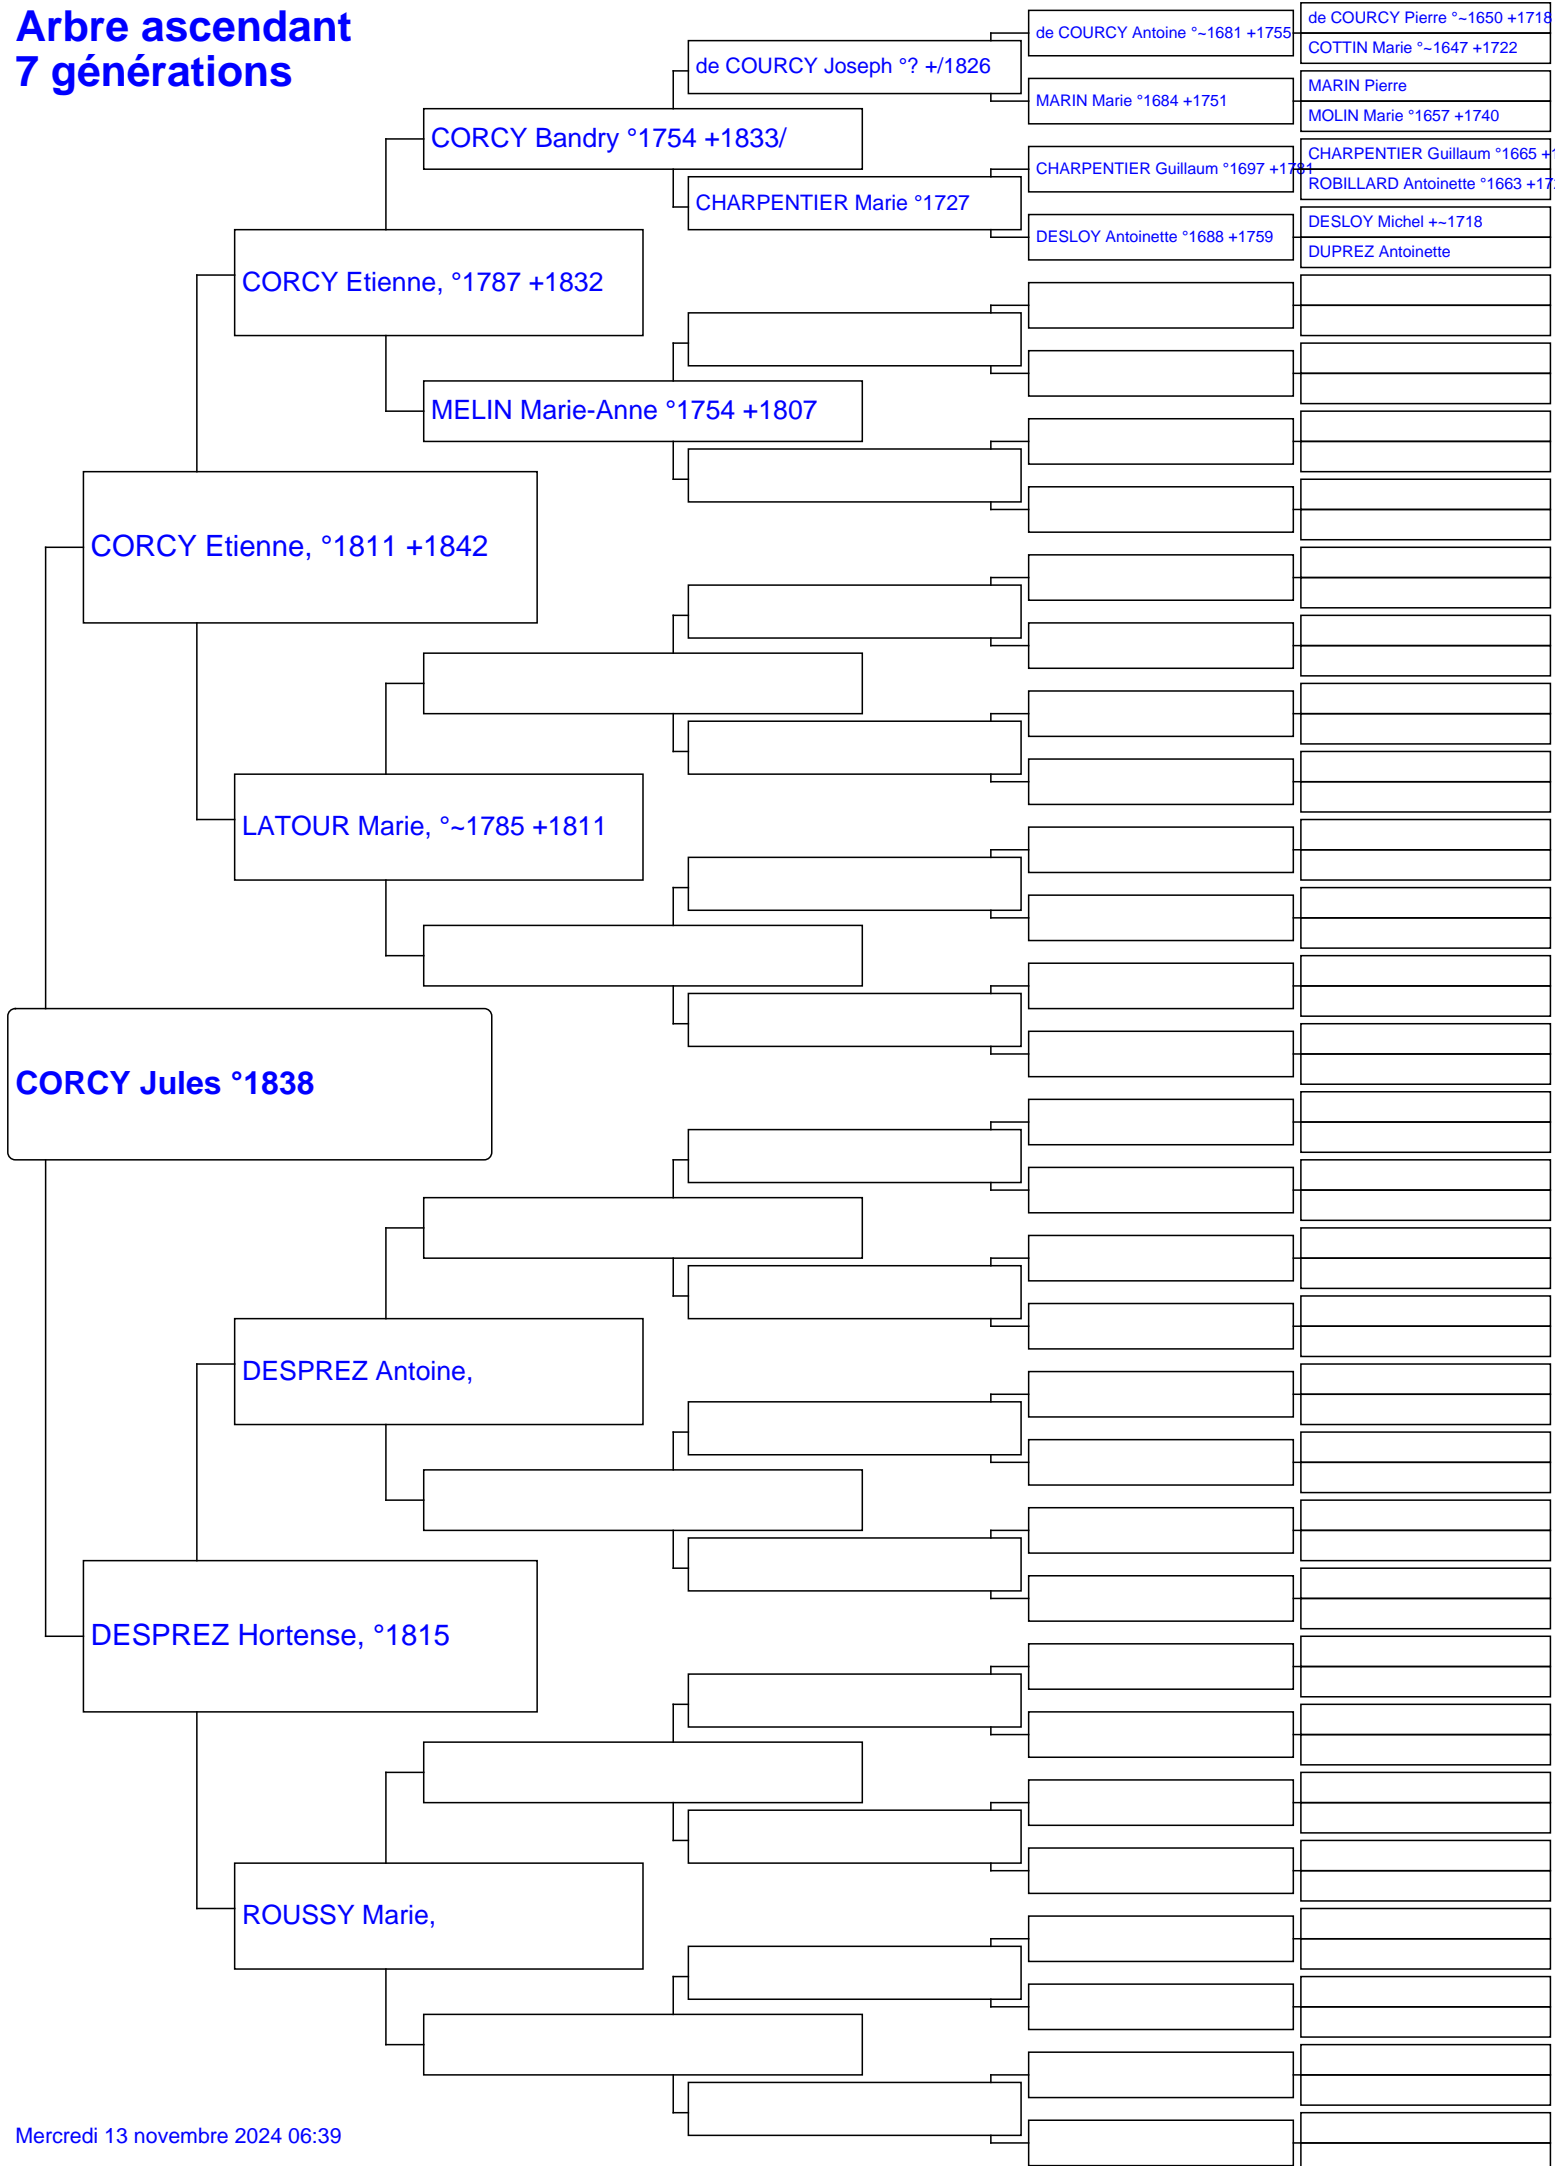 Arbre ascendant
7 générations
de COURCY Pierre °~1650 +1718
de COURCY Antoine °~1681 +1755
COTTIN Marie °~1647 +1722
de COURCY Joseph °? +/1826
MARIN Pierre
MARIN Marie °1684 +1751
MOLIN Marie °1657 +1740
CORCY Bandry °1754 +1833/
CHARPENTIER Guillaum °1665
CHARPENTIER Guillaum °1697 +1781
ROBILLARD Antoinette °1663
CHARPENTIER Marie °1727
DESLOY Michel +~1718
DESLOY Antoinette °1688 +1759
DUPREZ Antoinette
CORCY Etienne, °1787 +1832
MELIN Marie-Anne °1754 +1807
CORCY Etienne, °1811 +1842
LATOUR Marie, °~1785 +1811
CORCY Jules °1838
DESPREZ Antoine,
DESPREZ Hortense, °1815
ROUSSY Marie,
Mercredi 13 novembre 2024 06:39